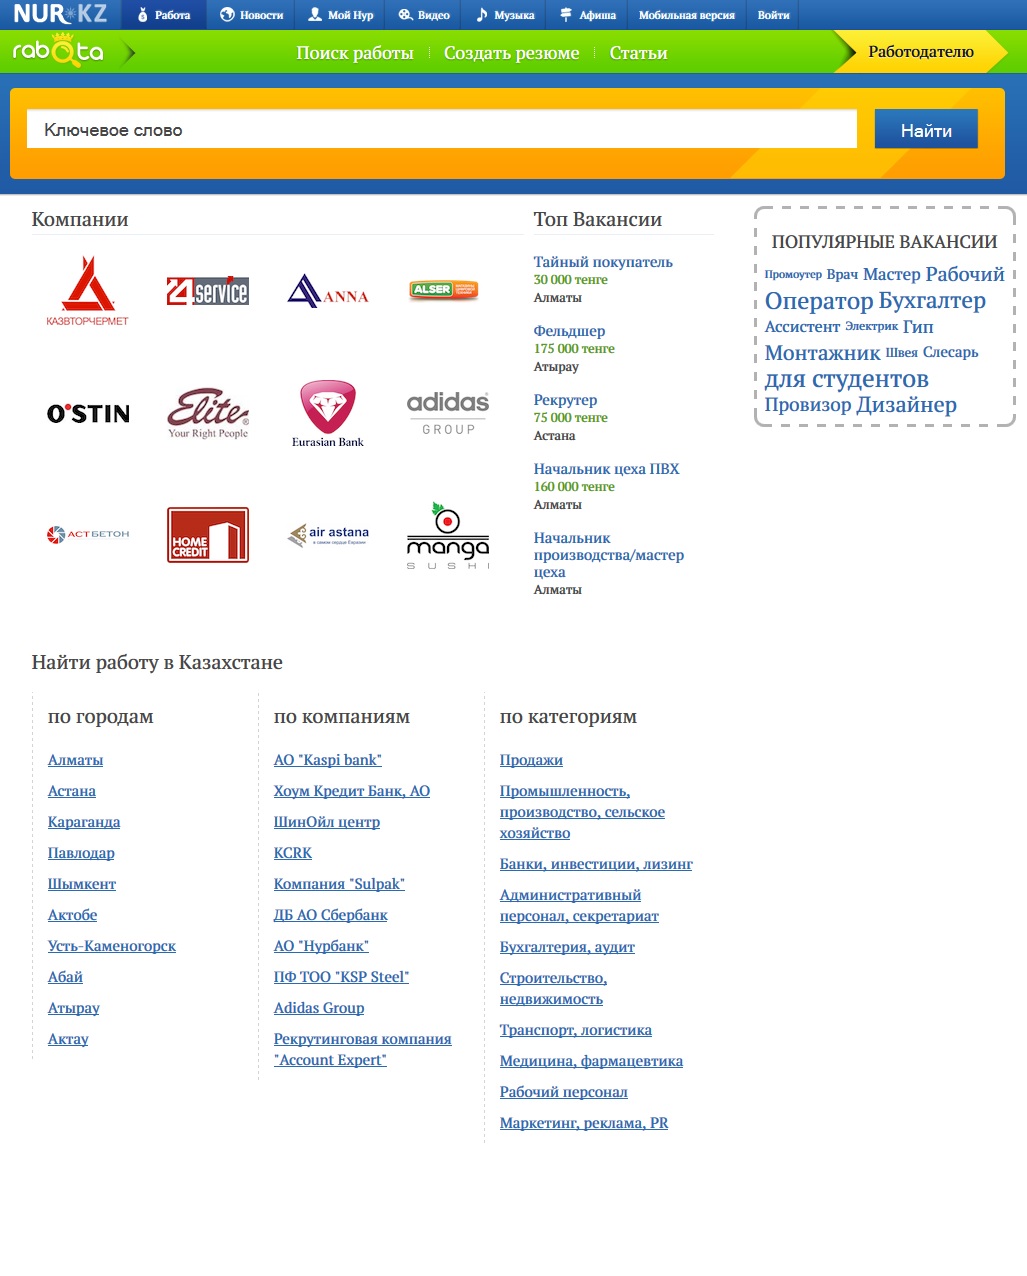 NUR KZ
Работа
Новости
Мой Нур
Видео
Музыка
Афиша
Мобильная версия
Войти
rabota
Поиск работы
Создать резюме
Статьи
Работодателю
Ключевое слово
Найти
Компании
КАЗВТОРЧЕРМЕТ
24 service
ANNA
ALSER
O'STIN
Elite
Your Right People
Eurasian Bank
adidas
GROUP
АСТБЕТОН
HOME
CREDIT
air astana
manga
SUSHI
Топ Вакансии
Тайный покупатель
30 000 тенге
Алматы
Фельдшер
175 000 тенге
Атырау
Рекрутер
75 000 тенге
Астана
Начальник цеха ПВХ
160 000 тенге
Алматы
Начальник
производства/мастер
цеха
Алматы
ПОПУЛЯРНЫЕ ВАКАНСИИ
Промоутер Врач Мастер Рабочий
Оператор Бухгалтер
Ассистент Электрик Гип
Монтажник Швея Слесарь
для студентов
Провизор Дизайнер
Найти работу в Казахстане
по городам
Алматы
Астана
Караганда
Павлодар
Шымкент
Актобе
Усть-Каменогорск
Абай
Атырау
Актау
по компаниям
АО "Kaspi bank"
Хоум Кредит Банк, АО
ШинОйл центр
KCRK
Компания "Sulpak"
ДБ АО Сбербанк
АО "Нурбанк"
ПФ ТОО "KSP Steel"
Adidas Group
Рекрутинговая компания
"Account Expert"
по категориям
Продажи
Промышленность,
производство, сельское
хозяйство
Банки, инвестиции, лизинг
Административный
персонал, секретариат
Бухгалтерия, аудит
Строительство,
недвижимость
Транспорт, логистика
Медицина, фармацевтика
Рабочий персонал
Маркетинг, реклама, PR